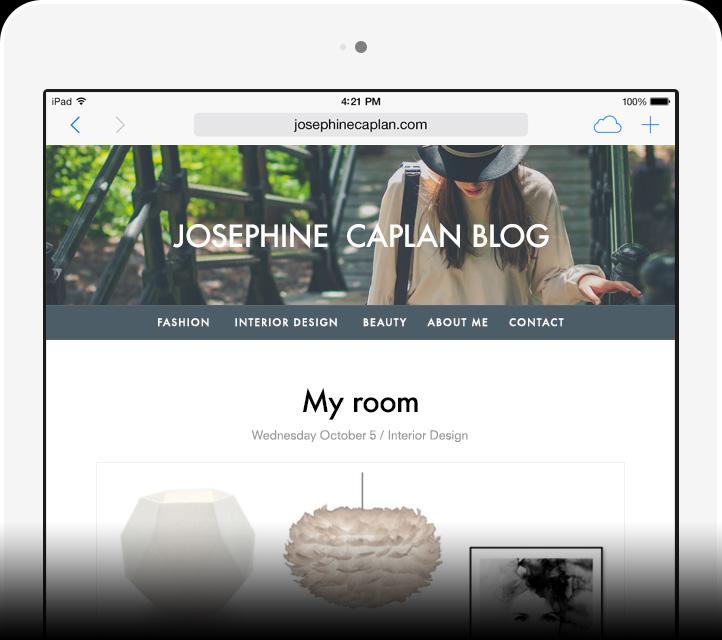 iPad 4:21 PM 100%
josephinecaplan.com
JOSEPHINE CAPLAN BLOG
FASHION INTERIOR DESIGN BEAUTY ABOUT ME CONTACT
My room
Wednesday October 5 / Interior Design